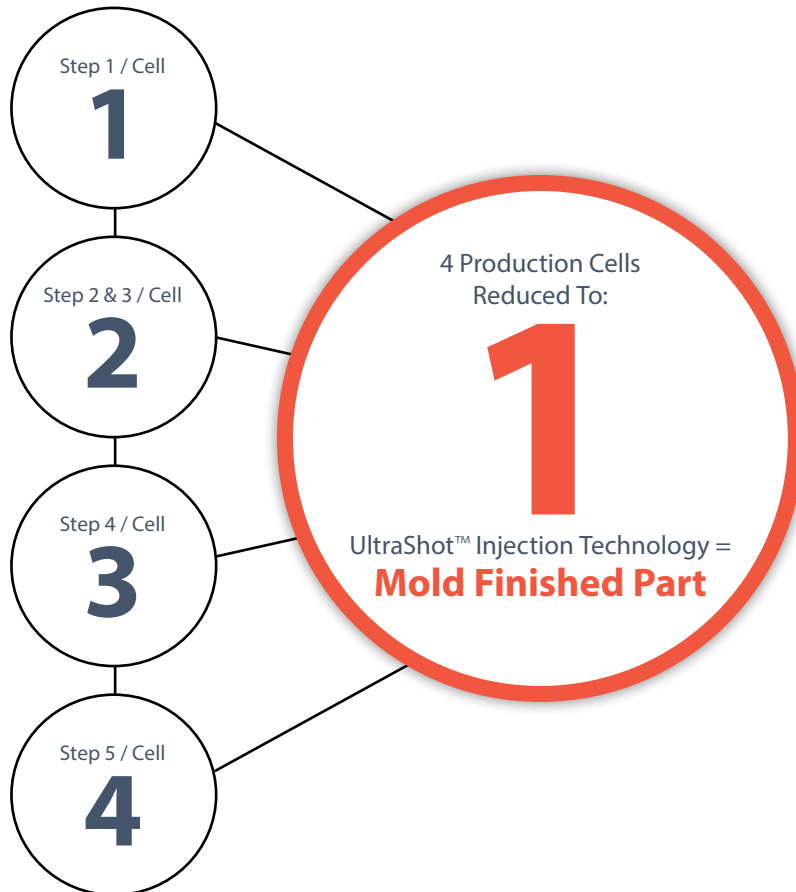 Step 1 / Cell
1
Step 2 & 3 / Cell
2
Step 4 / Cell
3
Step 5 / Cell
4
4 Production Cells
Reduced To:
1
UltraShot™ Injection Technology =
Mold Finished Part